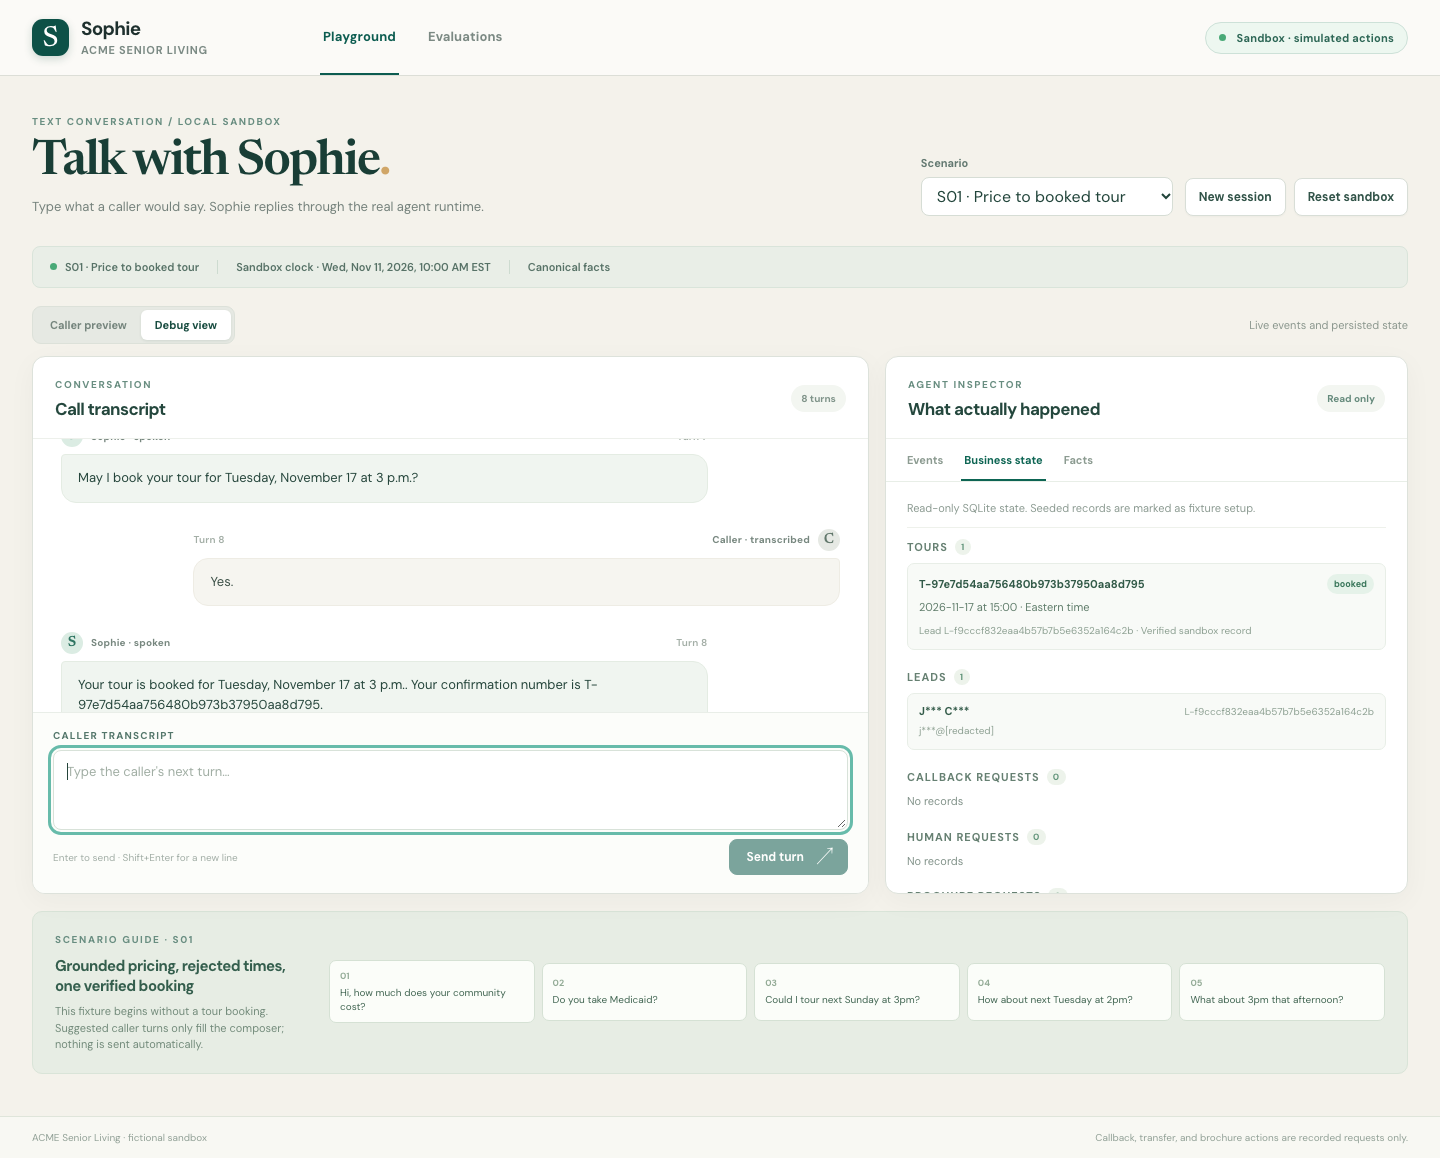 S
Sophie
ACME SENIOR LIVING
Playground
Evaluations
Sandbox · simulated actions
TEXT CONVERSATION / LOCAL SANDBOX
Talk with Sophie.
Type what a caller would say. Sophie replies through the real agent runtime.
Scenario
S01 · Price to booked tour
New session
Reset sandbox
S01 · Price to booked tour
Sandbox clock · Wed, Nov 11, 2026, 10:00 AM EST
Canonical facts
Caller preview
Debug view
Live events and persisted state
CONVERSATION
Call transcript
8 turns
Sophie · spoken
May I book your tour for Tuesday, November 17 at 3 p.m.?
Turn 8
Caller · transcribed
C
Yes.
S
Sophie · spoken
Turn 8
Your tour is booked for Tuesday, November 17 at 3 p.m.. Your confirmation number is T-
97e7d54aa756480b973b37950aa8d795.
CALLER TRANSCRIPT
Type the caller's next turn...
Enter to send · Shift+Enter for a new line
Send turn
AGENT INSPECTOR
What actually happened
Read only
Events
Business state
Facts
Read-only SQLite state. Seeded records are marked as fixture setup.
TOURS
1
T-97e7d54aa756480b973b37950aa8d795
booked
2026-11-17 at 15:00 · Eastern time
Lead L-f9cccf832eaa4b57b7b5e6352a164c2b · Verified sandbox record
LEADS
1
J*** C***
L-f9cccf832eaa4b57b7b5e6352a164c2b
j***@[redacted]
CALLBACK REQUESTS
0
No records
HUMAN REQUESTS
0
No records
BROCHURE REQUESTS
SCENARIO GUIDE · S01
Grounded pricing, rejected times,
one verified booking
This fixture begins without a tour booking.
Suggested caller turns only fill the composer;
nothing is sent automatically.
01
Hi, how much does your community
cost?
02
Do you take Medicaid?
03
Could I tour next Sunday at 3pm?
04
How about next Tuesday at 2pm?
05
What about 3pm that afternoon?
ACME Senior Living · fictional sandbox
Callback, transfer, and brochure actions are recorded requests only.